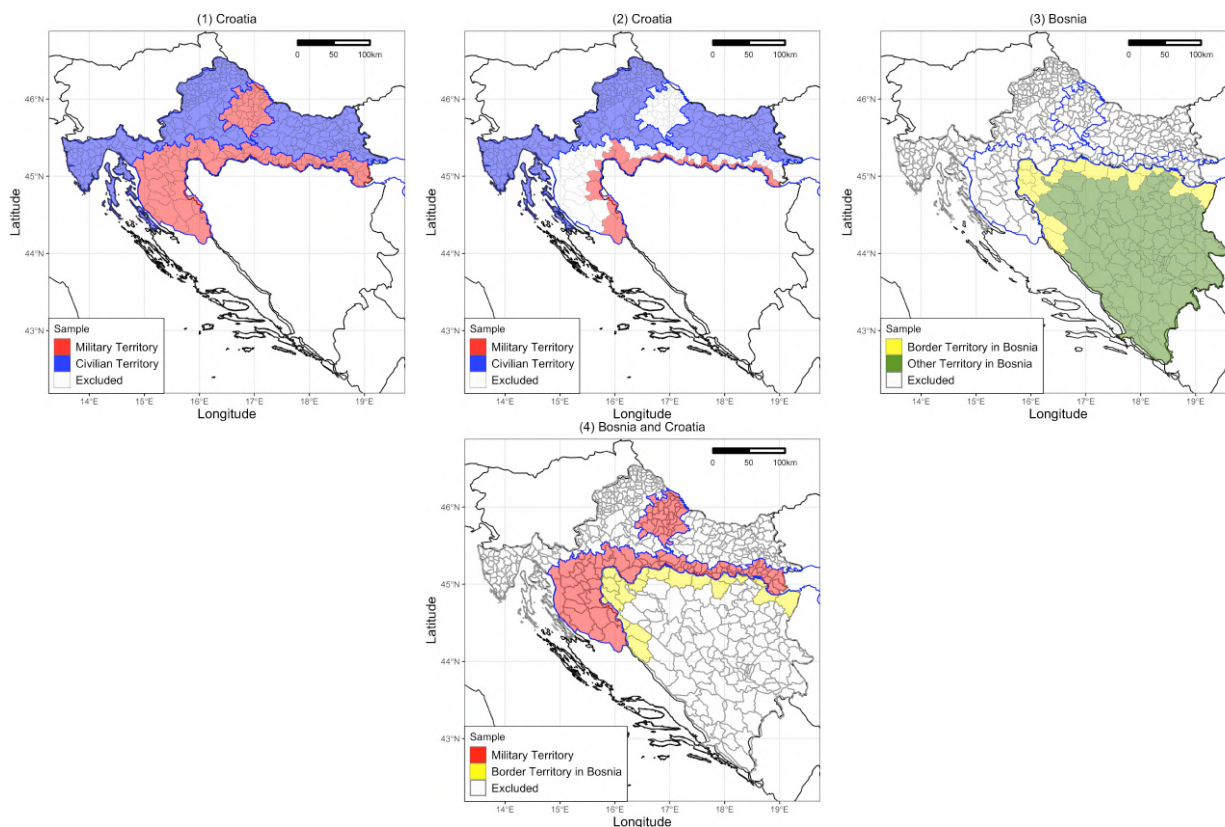 (1) Croatia
0 50 100km
46°N
45°N
44°N
43°N
Latitude
Sample
Military Territory
Civilian Territory
Excluded
14°E 15°E 16°E 17°E 18°E 19°E
Longitude
(2) Croatia
0 50 100km
46°N
45°N
44°N
43°N
Latitude
Sample
Military Territory
Civilian Territory
Excluded
14°E 15°E 16°E 17°E 18°E 19°E
Longitude
(3) Bosnia
0 50 100km
46°N
45°N
44°N
43°N
Latitude
Sample
Border Territory in Bosnia
Other Territory in Bosnia
Excluded
14°E 15°E 16°E 17°E 18°E 19°E
Longitude
(4) Bosnia and Croatia
0 50 100km
46°N
45°N
44°N
43°N
Latitude
Sample
Military Territory
Border Territory in Bosnia
Excluded
14°E 15°E 16°E 17°E 18°E 19°E
Longitude